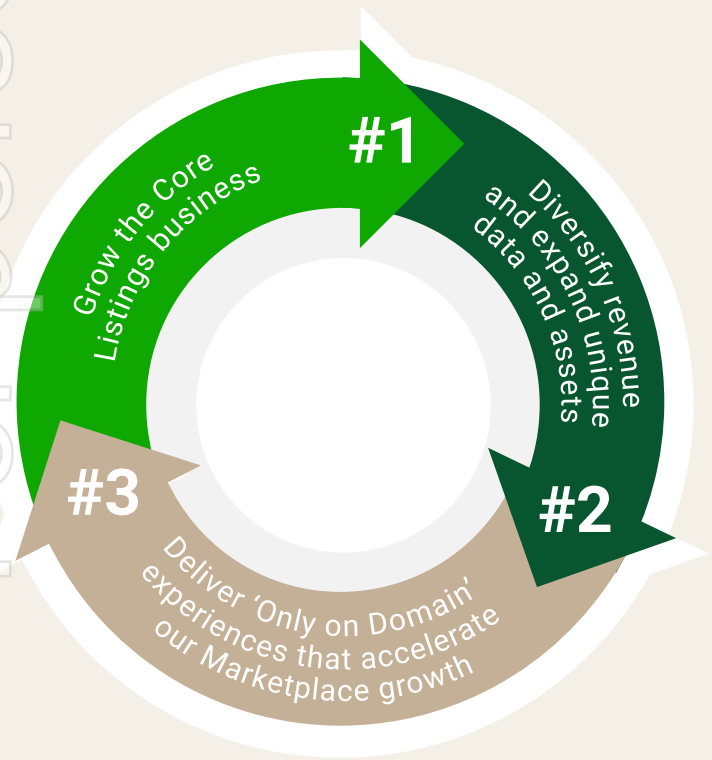 #1
Grow the Core
Listings business
#2
Diversify revenue
and expand unique
data and assets
#3
Deliver ‘Only on Domain’
experiences that accelerate
our Marketplace growth